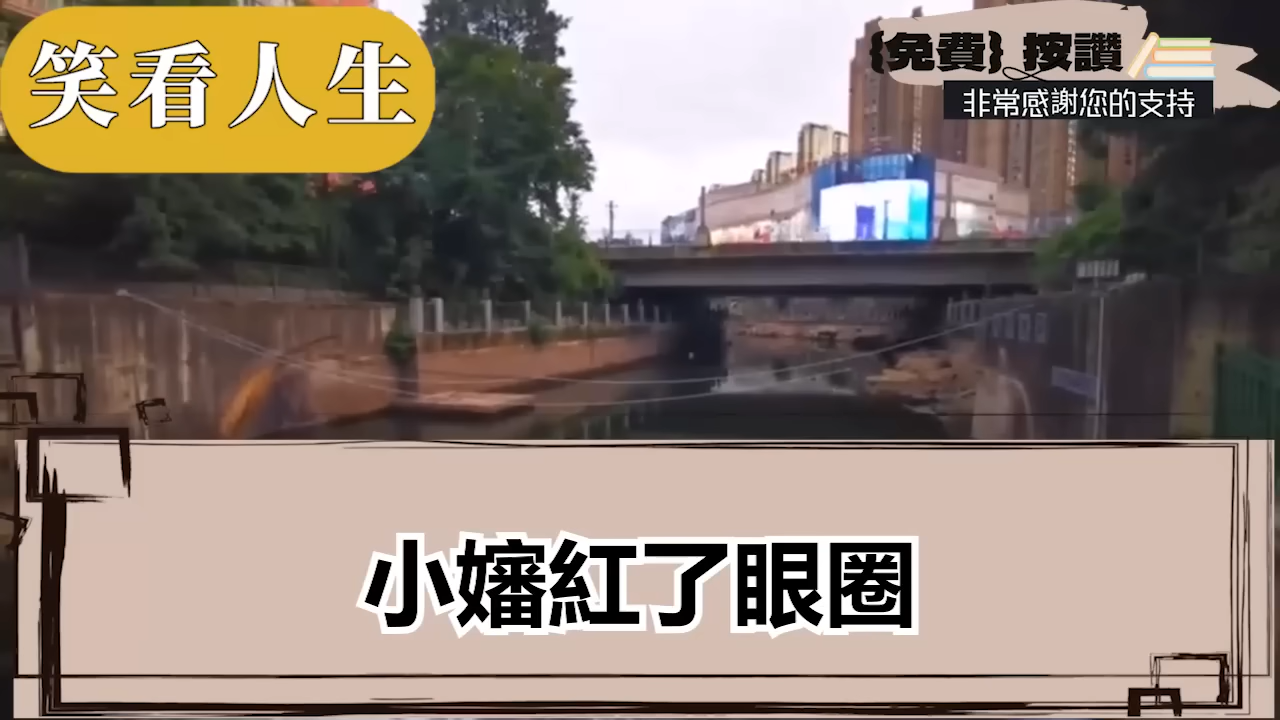 笑看人生
{免費} 按讚
非常感謝您的支持
小嬸紅了眼圈